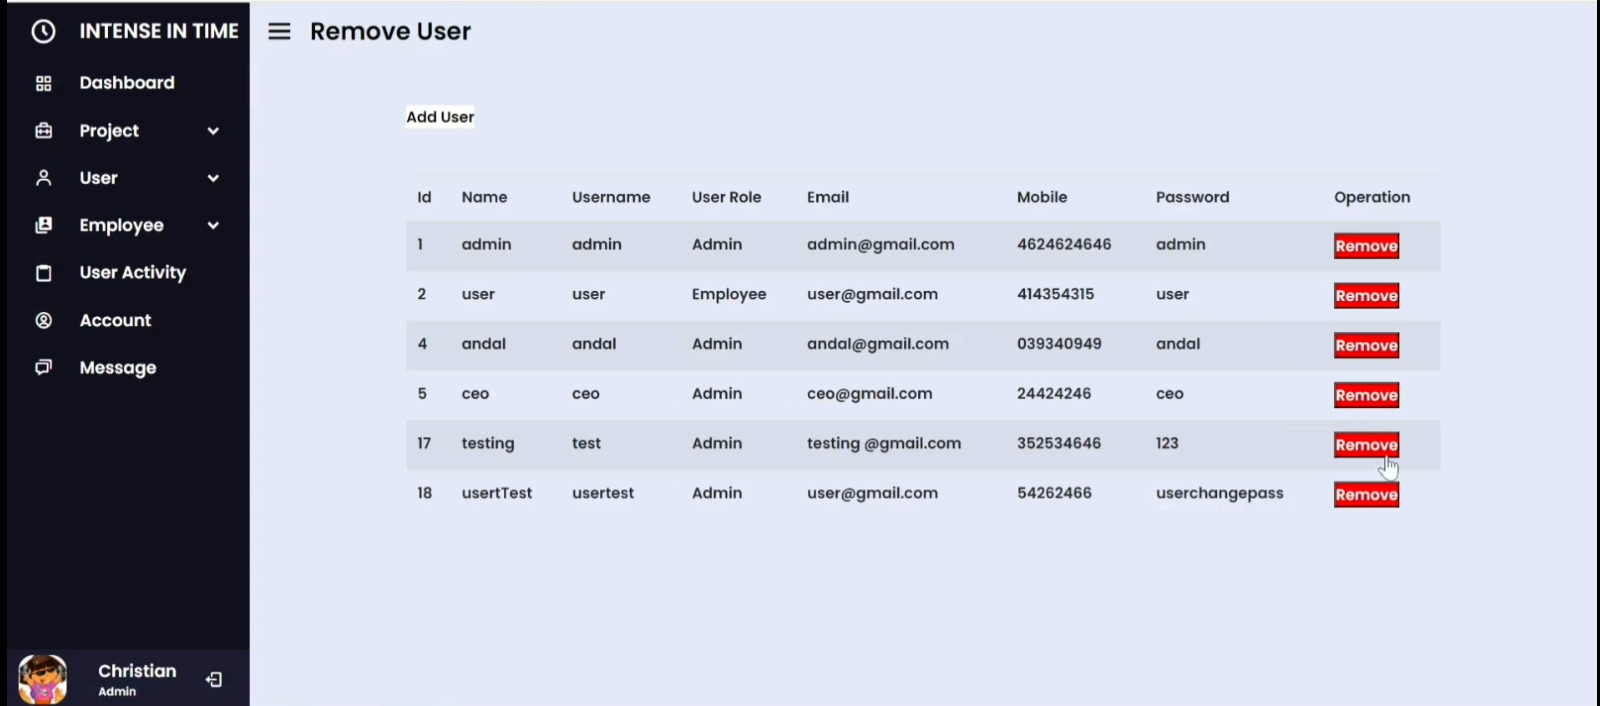 INTENSE IN TIME
Remove User
Dashboard
Project
User
Employee
User Activity
Account
Message
Christian
Admin
Add User
Id Name Username User Role Email Mobile Password Operation
1 admin admin Admin admin@gmail.com 4624624646 admin Remove
2 user user Employee user@gmail.com 414354315 user Remove
4 andal andal Admin andal@gmail.com 039340949 andal Remove
5 ceo ceo Admin ceo@gmail.com 24424246 ceo Remove
17 testing test Admin testing @gmail.com 352534646 123 Remove
18 usertTest usertest Admin user@gmail.com 54262466 userchangepass Remove